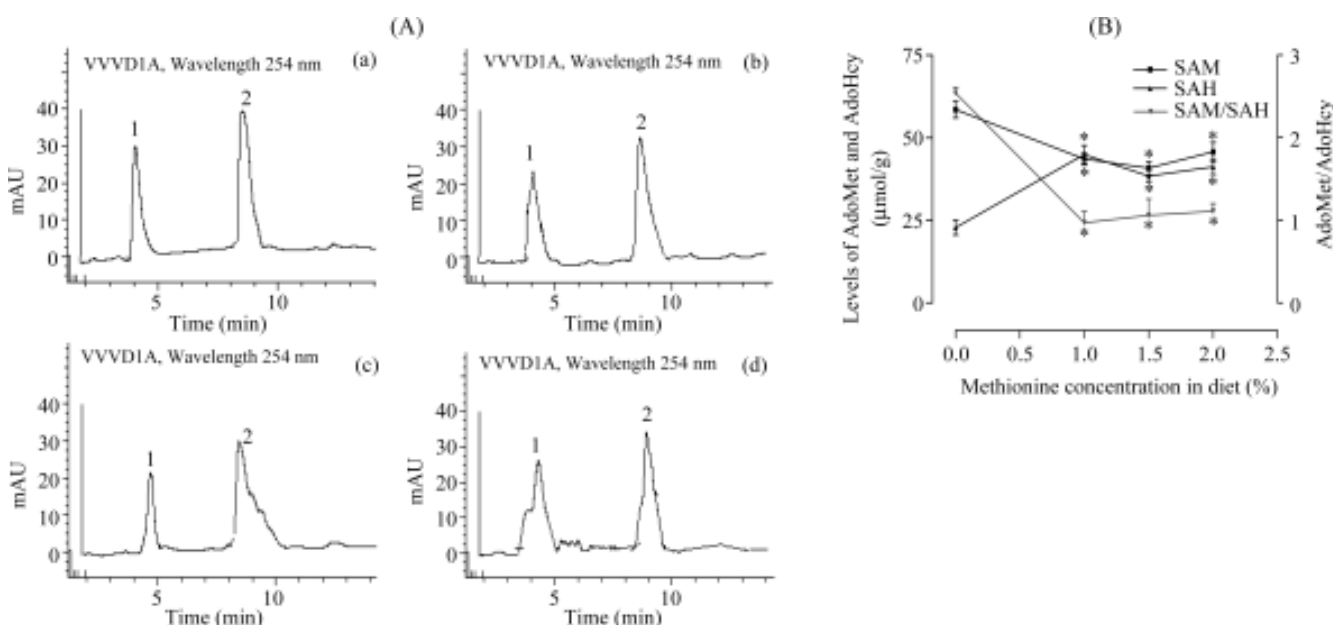 (A)
VVVD1A, Wavelength 254 nm
(a)
1
2
40
30
20
10
0
mAU
5
10
Time (min)
VVVD1A, Wavelength 254 nm
(b)
1
2
40
30
20
10
0
mAU
5
10
Time (min)
VVVD1A, Wavelength 254 nm
(c)
1
2
40
30
20
10
0
mAU
5
10
Time (min)
VVVD1A, Wavelength 254 nm
(d)
1
2
40
30
20
10
0
mAU
5
10
Time (min)
(B)
SAM
SAH
SAM/SAH
75
50
25
0
Levels of AdoMet and AdoHcy
(μmol/g)
3
2
1
0
AdoMet/AdoHcy
* * *
* * *
* * *
0.0 0.5 1.0 1.5 2.0 2.5
Methionine concentration in diet (%)